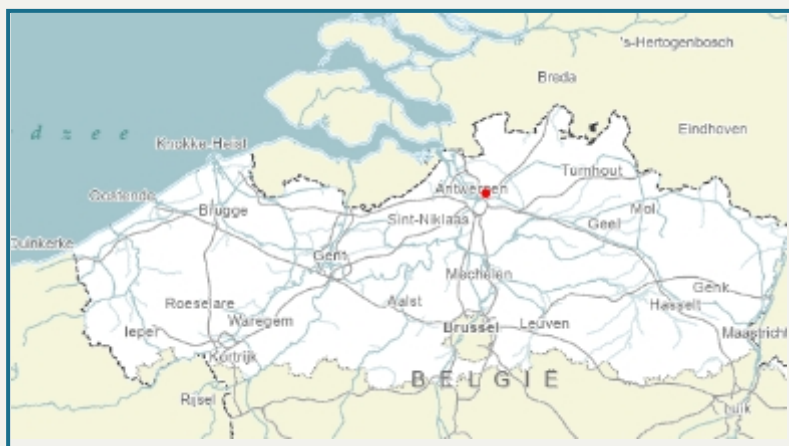 's-Hertogenbosch
Breda
Eindhoven
d z e e
Knokke-Heist
Turnhout
Antwerpen
Oostende
Brugge
Sint-Niklaas
Geel
Mol
Duinkerke
Gent
Mechelen
Genk
Roeselare
Aalst
Hasselt
Waregem
Ieper
Brussel
Leuven
Maastricht
Kortrijk
BELGIË
Rijsel
Luik